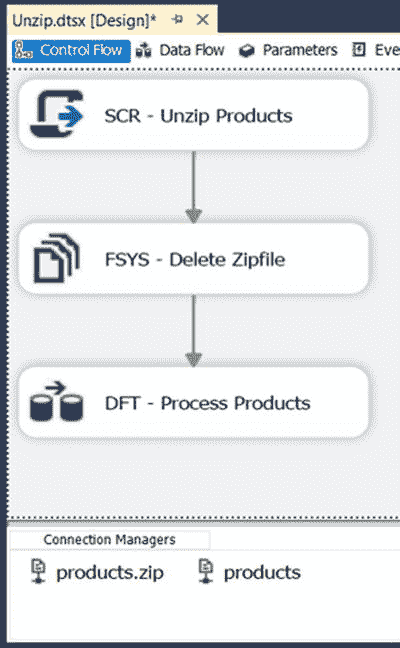 Unzip.dtsx [Design]*
Control Flow Data Flow Parameters Eve
SCR - Unzip Products
FSYS - Delete Zipfile
DFT - Process Products
Connection Managers
products.zip products